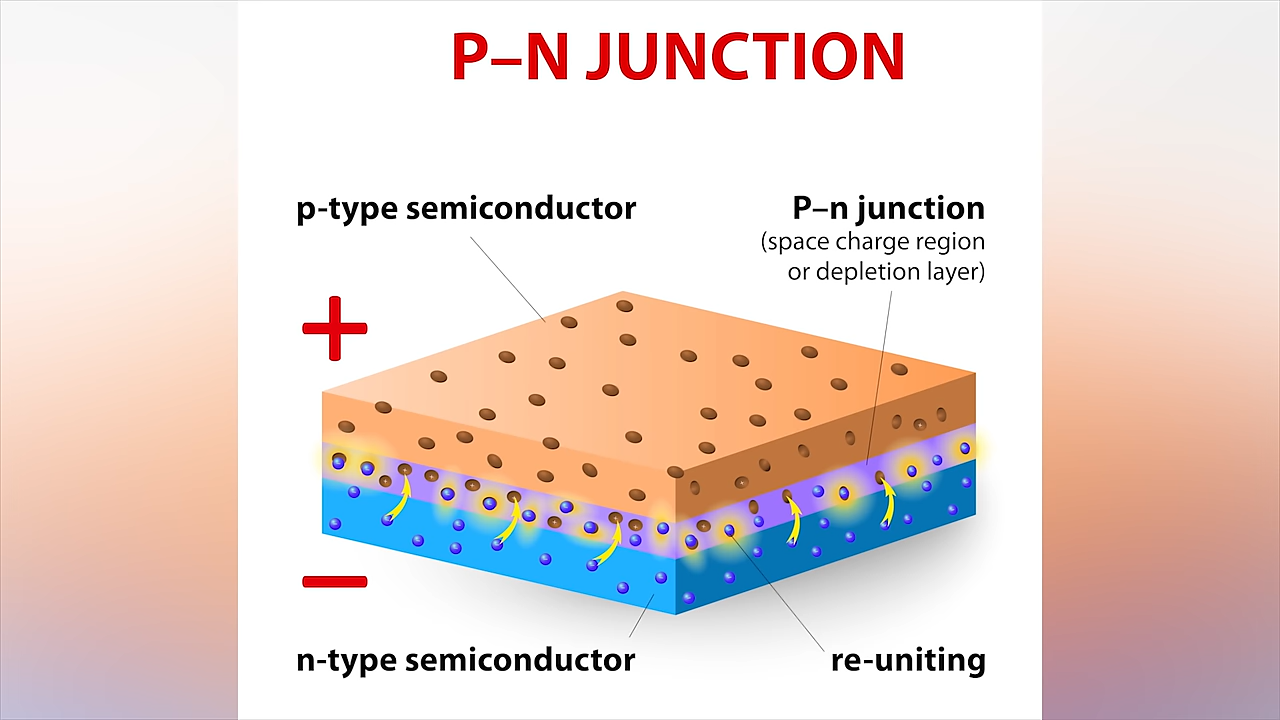 P–N JUNCTION
p-type semiconductor
P–n junction
(space charge region
or depletion layer)
+
–
n-type semiconductor
re-uniting